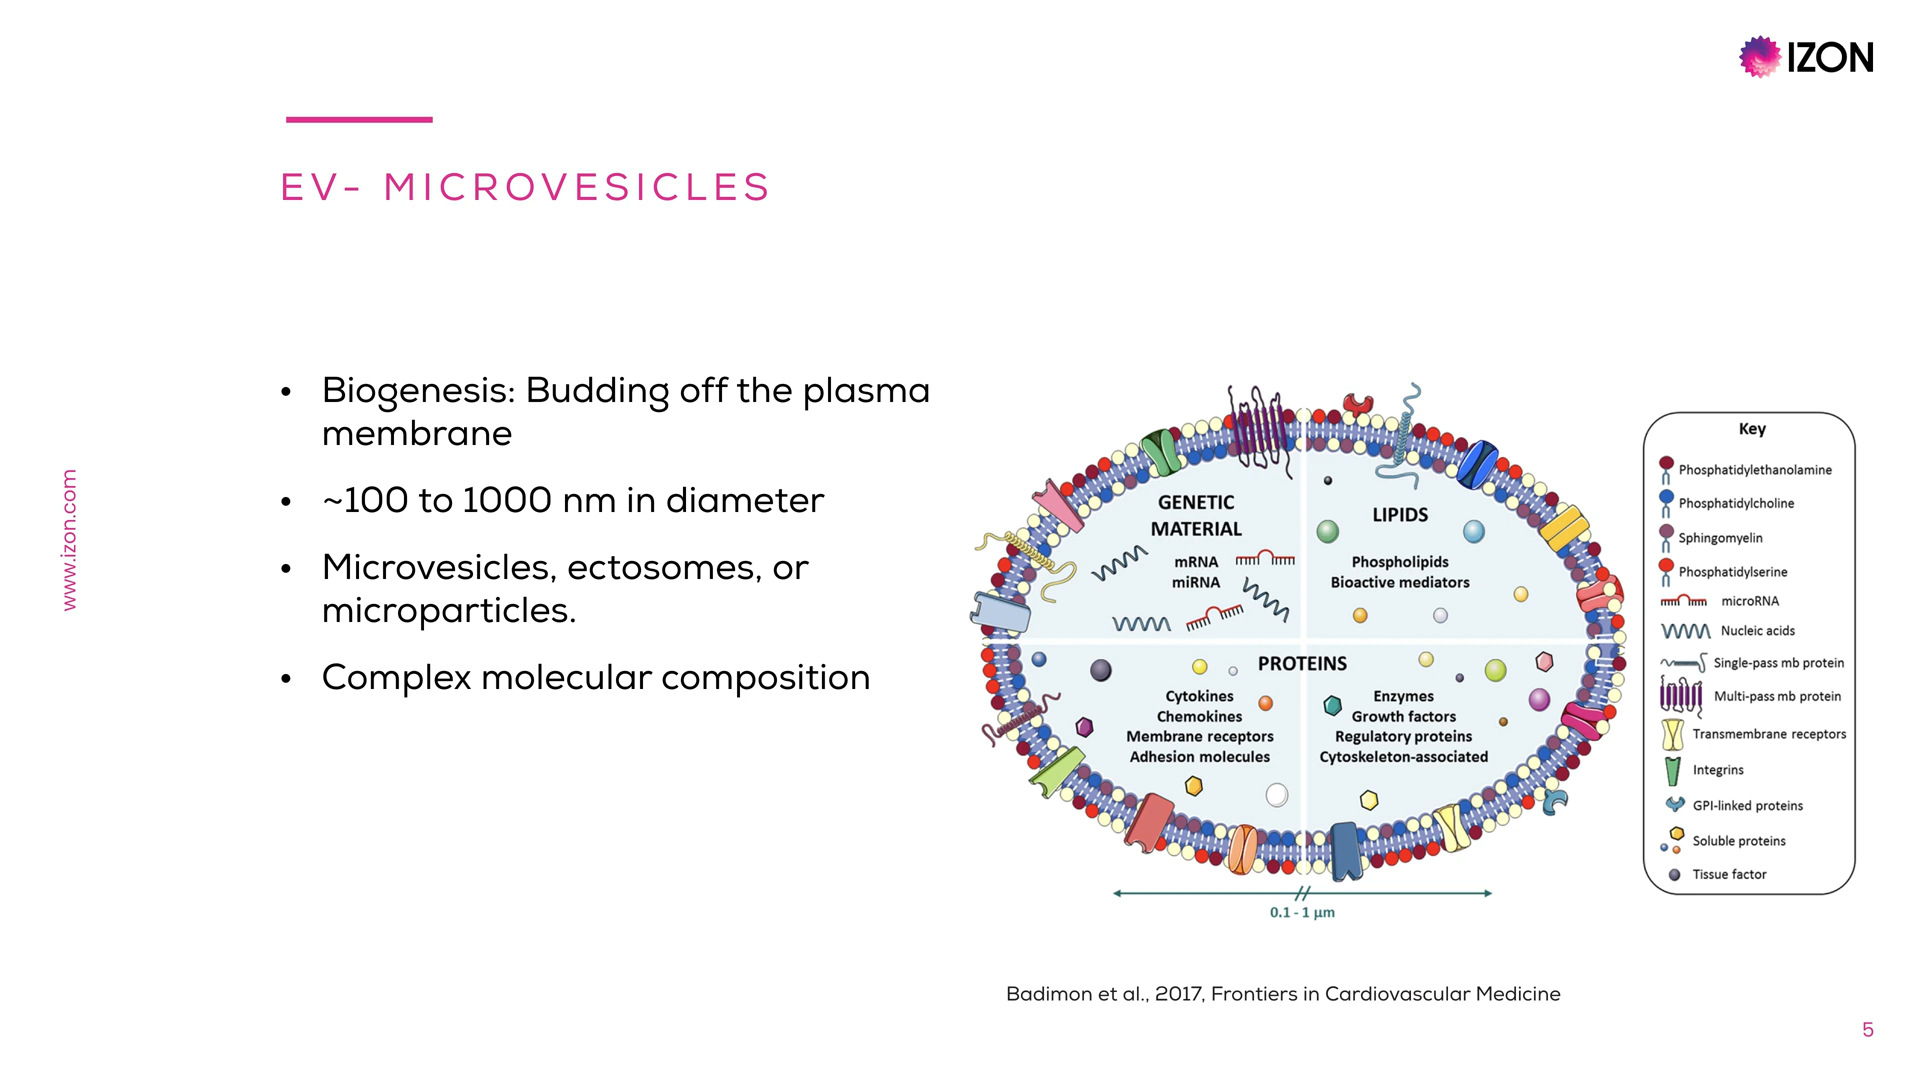 IZON
EV- MICROVESICLES
www.izon.com
• Biogenesis: Budding off the plasma
membrane
• ~100 to 1000 nm in diameter
• Microvesicles, ectosomes, or
microparticles.
• Complex molecular composition
GENETIC
MATERIAL
mRNA
miRNA
LIPIDS
Phospholipids
Bioactive mediators
PROTEINS
Cytokines
Chemokines
Membrane receptors
Adhesion molecules
Enzymes
Growth factors
Regulatory proteins
Cytoskeleton-associated
0.1 - 1 µm
Key
Phosphatidylethanolamine
Phosphatidylcholine
Sphingomyelin
Phosphatidylserine
microRNA
Nucleic acids
Single-pass mb protein
Multi-pass mb protein
Transmembrane receptors
Integrins
GPI-linked proteins
Soluble proteins
Tissue factor
Badimon et al., 2017, Frontiers in Cardiovascular Medicine
5